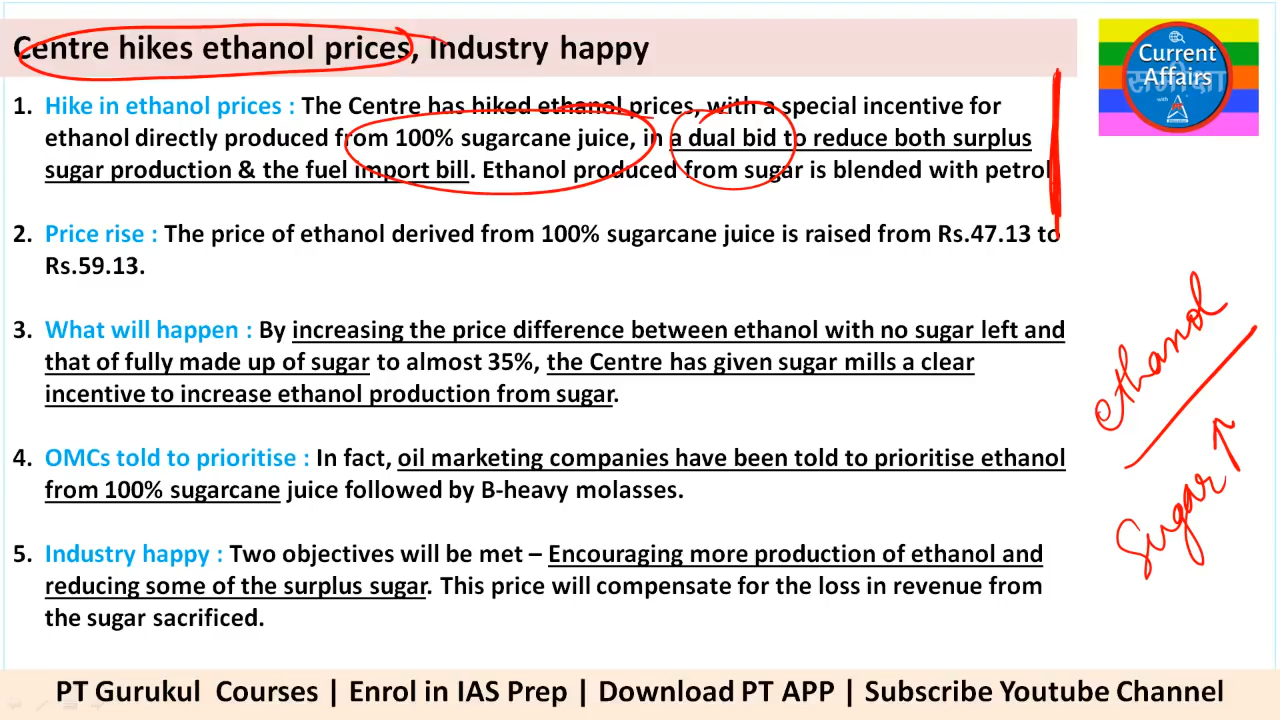 Centre hikes ethanol prices, Industry happy
Current
Affairs
समीक्षा
with
1. Hike in ethanol prices : The Centre has hiked ethanol prices, with a special incentive for
ethanol directly produced from 100% sugarcane juice, in a dual bid to reduce both surplus
sugar production & the fuel import bill. Ethanol produced from sugar is blended with petrol
2. Price rise : The price of ethanol derived from 100% sugarcane juice is raised from Rs.47.13 to
Rs.59.13.
3. What will happen : By increasing the price difference between ethanol with no sugar left and
that of fully made up of sugar to almost 35%, the Centre has given sugar mills a clear
incentive to increase ethanol production from sugar.
4. OMCs told to prioritise : In fact, oil marketing companies have been told to prioritise ethanol
from 100% sugarcane juice followed by B-heavy molasses.
5. Industry happy : Two objectives will be met – Encouraging more production of ethanol and
reducing some of the surplus sugar. This price will compensate for the loss in revenue from
the sugar sacrificed.
ethanol
Sugar ↑
PT Gurukul Courses | Enrol in IAS Prep | Download PT APP | Subscribe Youtube Channel